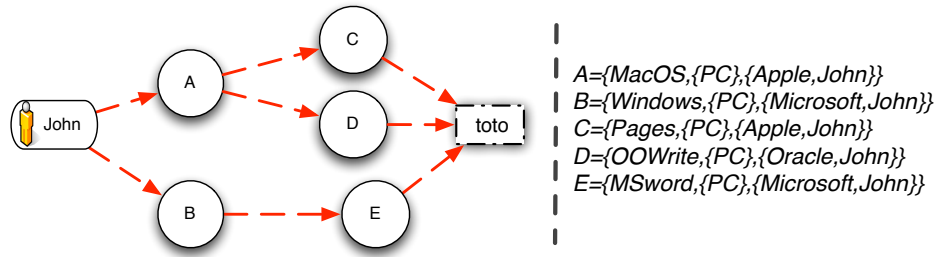 C
A
John
D
toto
B
E
A={MacOS,{PC},{Apple,John}}
B={Windows,{PC},{Microsoft,John}}
C={Pages,{PC},{Apple,John}}
D={OOWrite,{PC},{Oracle,John}}
E={MSword,{PC},{Microsoft,John}}